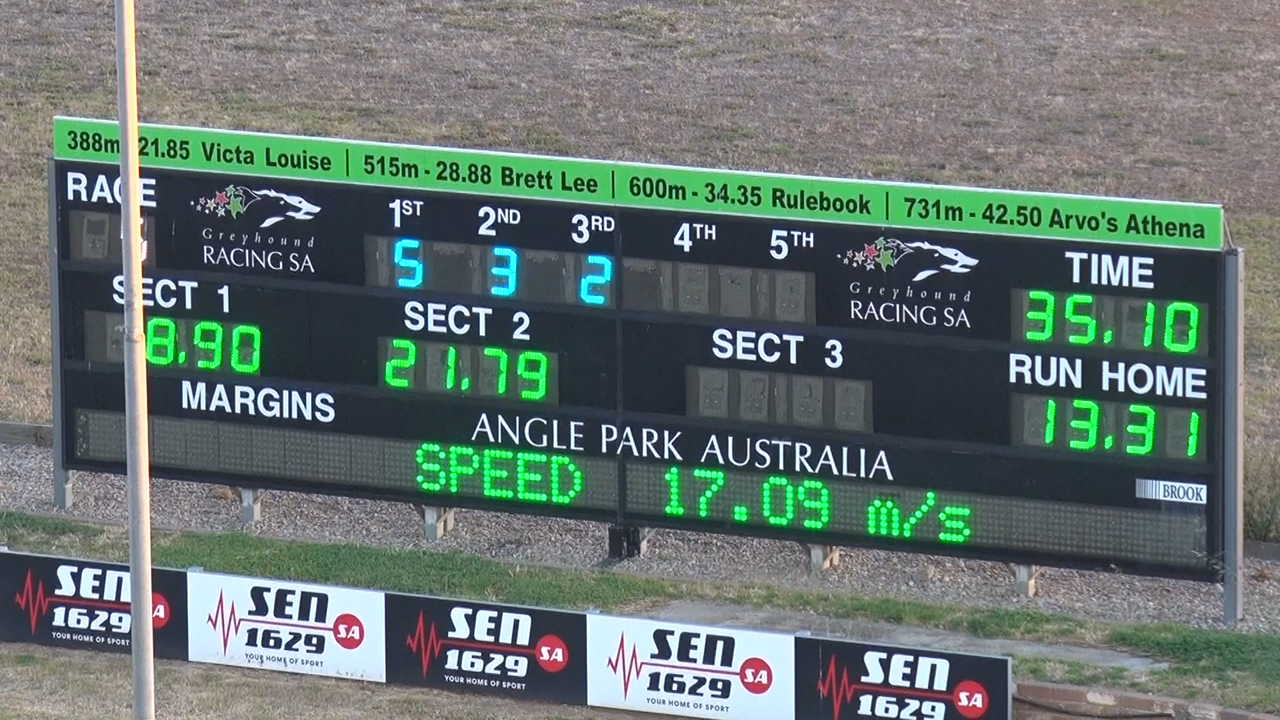 388m 21.85 Victa Louise | 515m - 28.88 Brett Lee | 600m - 34.35 Rulebook | 731m - 42.50 Arvo's Athena
RACE
Greyhound
RACING SA
1ST 2ND 3RD 4TH 5TH
5 3 2
Greyhound
RACING SA
TIME
35.10
SECT 1
8.90
SECT 2
21.79
SECT 3
RUN HOME
13.31
MARGINS
ANGLE PARK AUSTRALIA
SPEED 17.09 m/s
BROOK
SEN
1629 SA
YOUR HOME OF SPORT
SEN
1629 SA
YOUR HOME OF SPORT
SEN
1629 SA
YOUR HOME OF SPORT
SEN
1629 SA
YOUR HOME OF SPORT
SEN
1629 SA